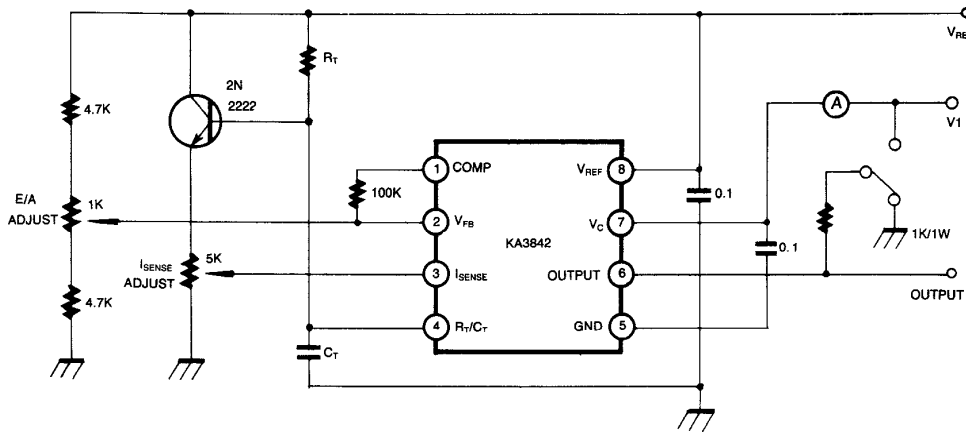 V_RE
R_T
2N
2222
4.7K
A
V1
1
COMP
V_REF
8
100K
0.1
E/A
ADJUST
1K
2
V_FB
KA3842
V_C
7
1K/1W
0.1
I_SENSE
ADJUST
5K
3
I_SENSE
OUTPUT
6
OUTPUT
4.7K
4
R_T/C_T
GND
5
C_T